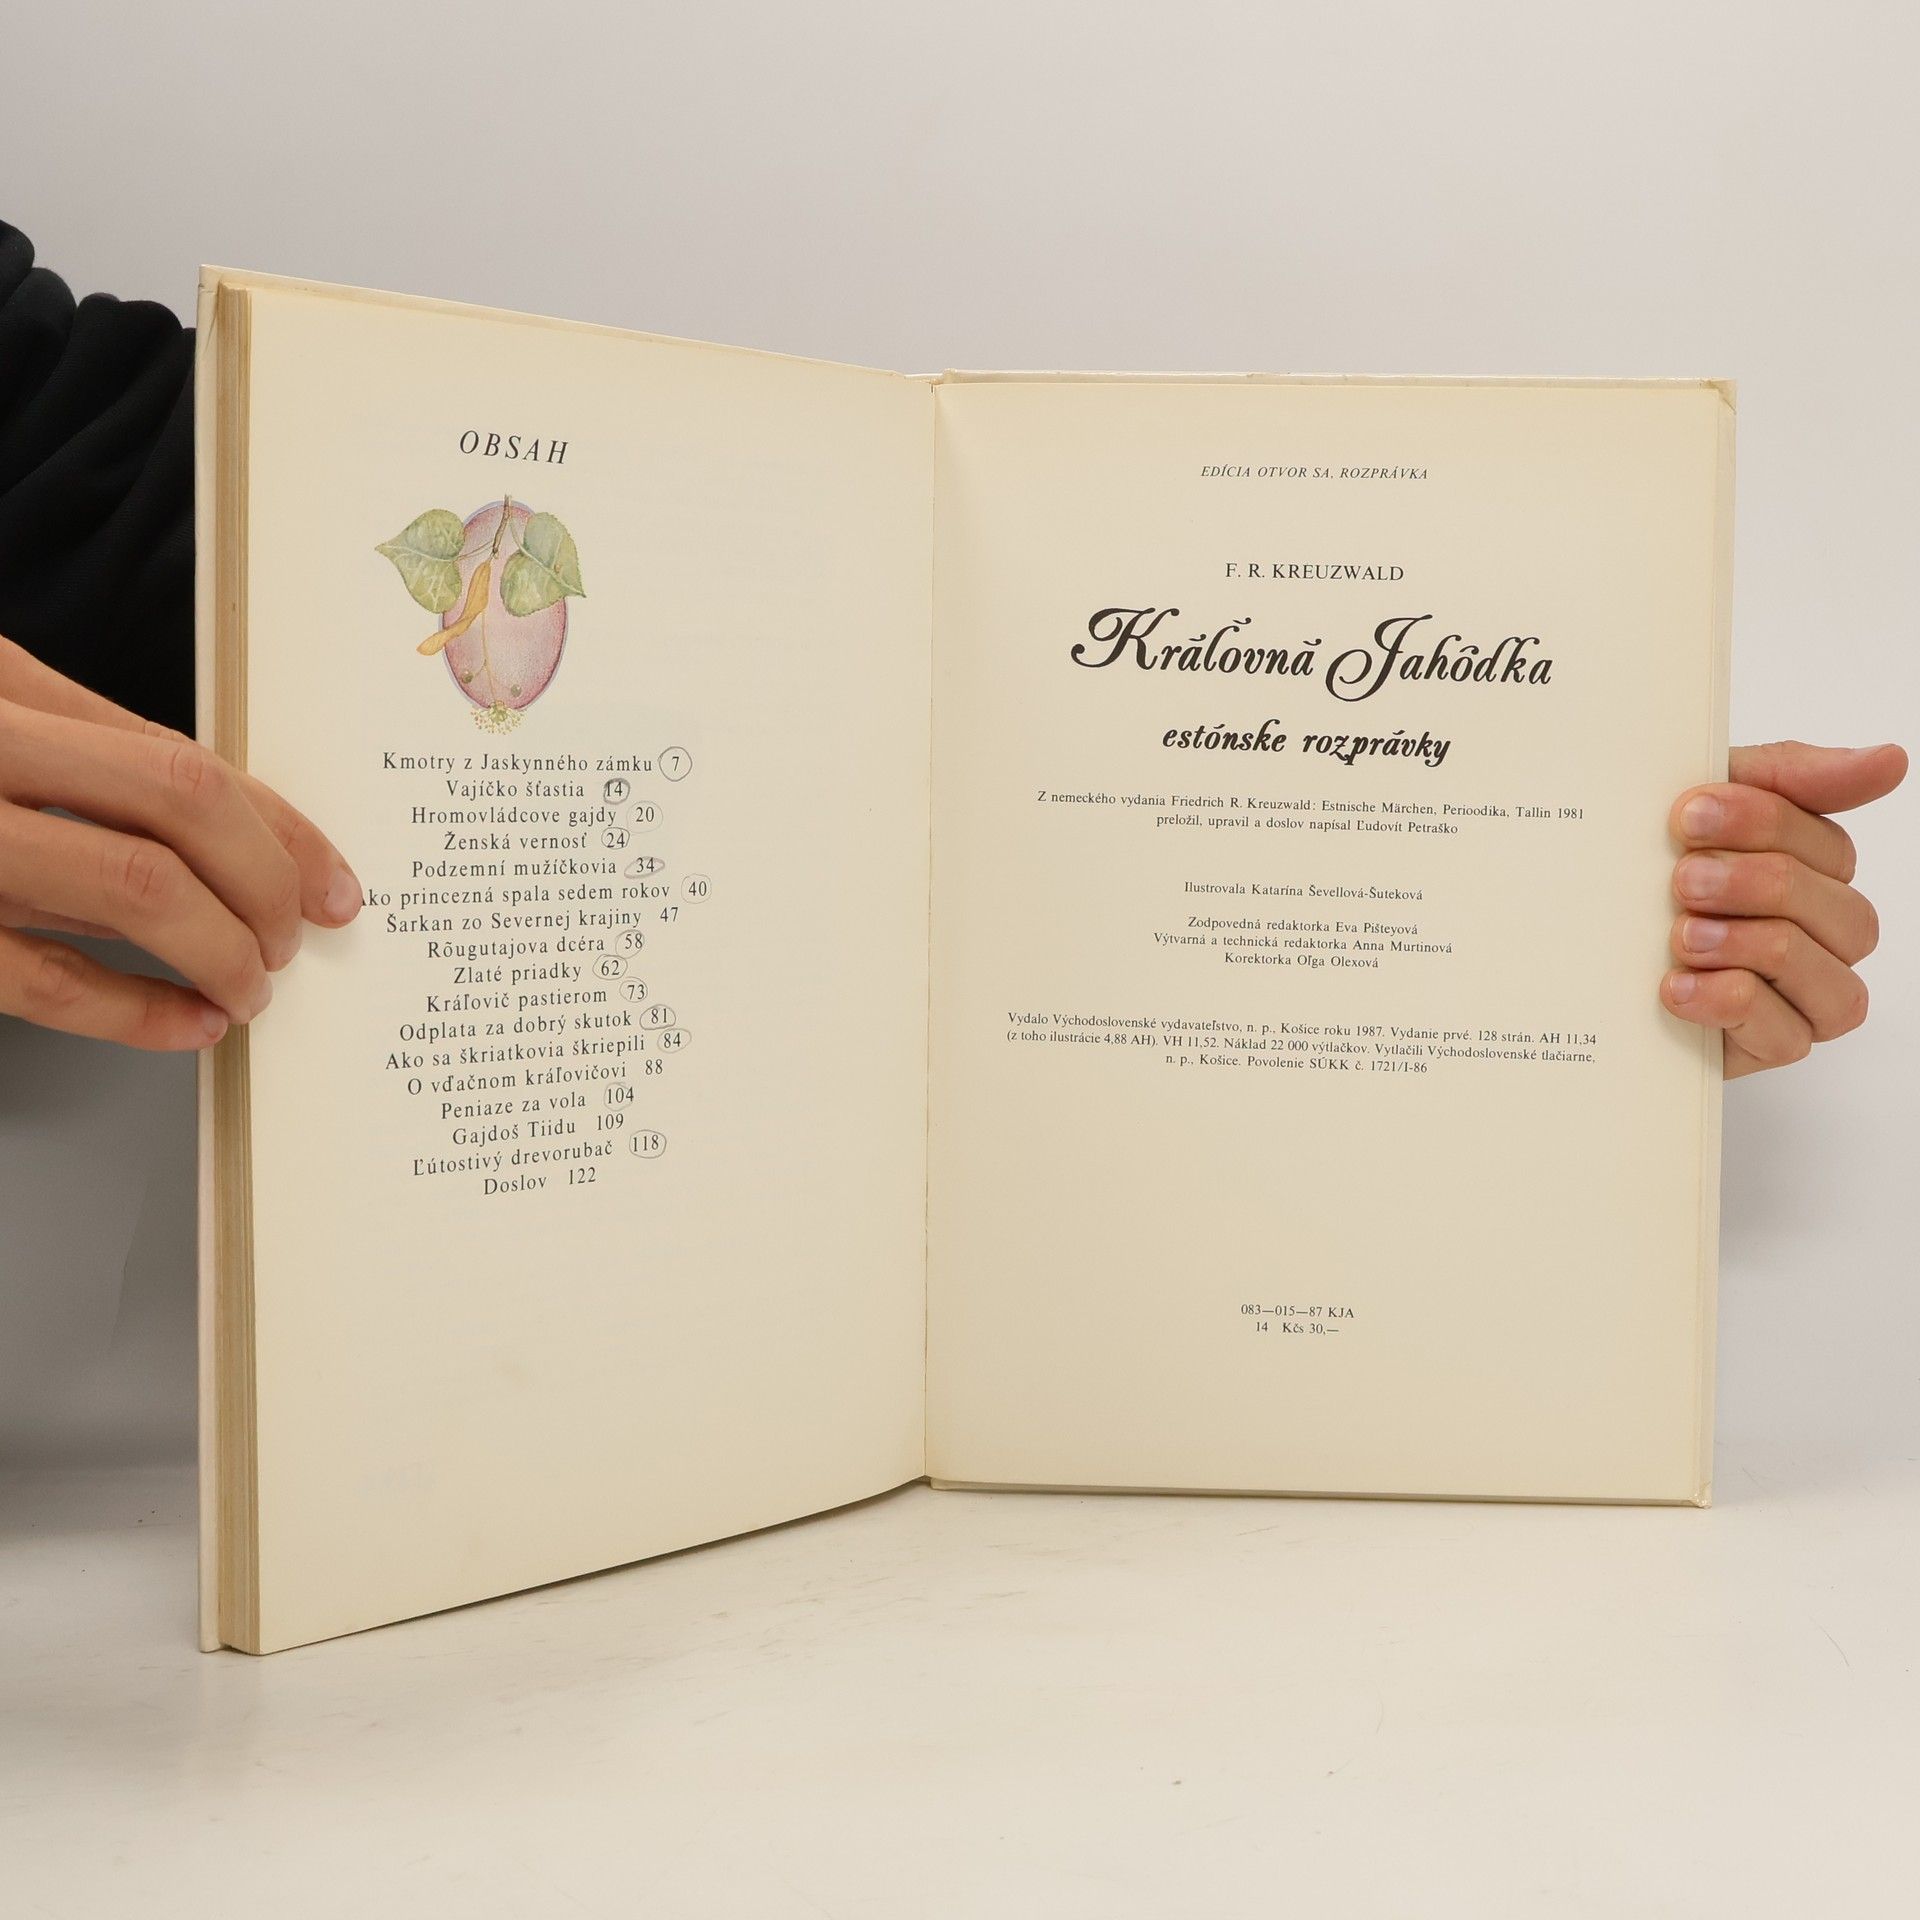 OBSAH
Kmotry z Jaskynného zámku 7
Vajíčko šťastia 14
Hromovládcove gajdy 20
Ženská vernosť 24
Podzemní mužíčkovia 34
ko princezná spala sedem rokov 40
Šarkan zo Severnej krajiny 47
Rõugutajova dcéra 58
Zlaté priadky 62
Kráľovič pastierom 73
Odplata za dobrý skutok 81
Ako sa škriatkovia škriepili 84
O vďačnom kráľovičovi 88
Peniaze za vola 104
Gajdoš Tiidu 109
Ľútostivý drevorubač 118
Doslov 122
EDÍCIA OTVOR SA, ROZPRÁVKA
F. R. KREUZWALD
Kráľovná Jahôdka
estónske rozprávky
Z nemeckého vydania Friedrich R. Kreuzwald: Estnische Märchen, Perioodika, Tallin 1981
preložil, upravil a doslov napísal Ľudovít Petraško
Ilustrovala Katarína Ševellová-Šuteková
Zodpovedná redaktorka Eva Pišteyová
Výtvarná a technická redaktorka Anna Murtinová
Korektorka Oľga Olexová
Vydalo Východoslovenské vydavateľstvo, n. p., Košice roku 1987. Vydanie prvé. 128 strán. AH 11,34
(z toho ilustrácie 4,88 AH). VH 11,52. Náklad 22 000 výtlačkov. Vytlačili Východoslovenské tlačiarne,
n. p., Košice. Povolenie SÚKK č. 1721/I-86
083—015—87 KJA
14 Kčs 30,—